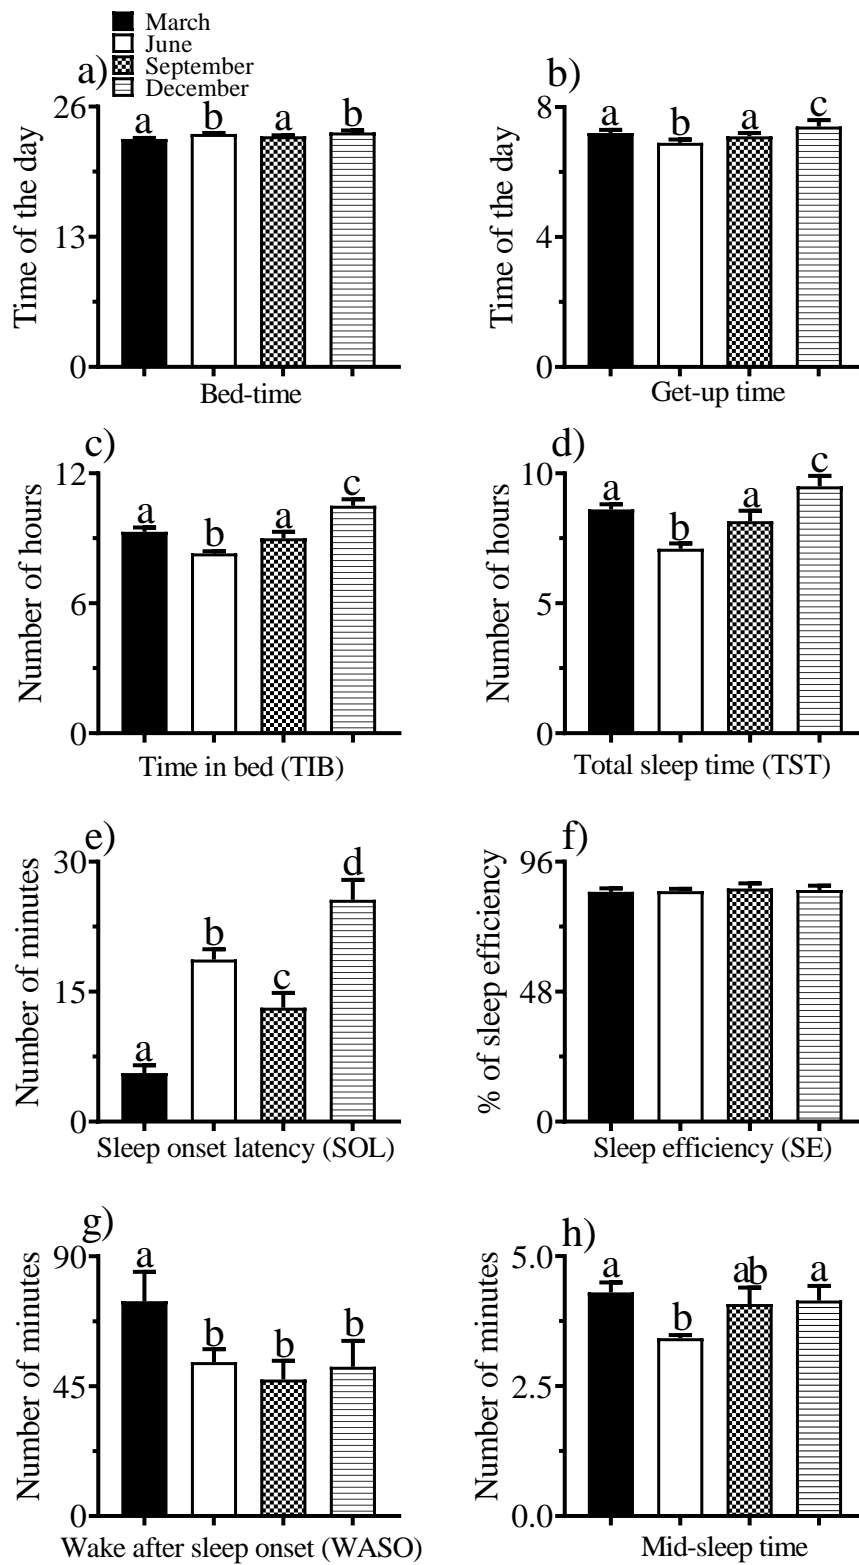 March
June
September
December
a)
26
13
0
Time of the day
a b a b
Bed-time
b)
8
4
0
Time of the day
a b a c
Get-up time
c)
12
6
0
Number of hours
a b a c
Time in bed (TIB)
d)
10
5
0
Number of hours
a b a c
Total sleep time (TST)
e)
30
15
0
Number of minutes
a b c d
Sleep onset latency (SOL)
f)
96
48
0
% of sleep efficiency
Sleep efficiency (SE)
g)
90
45
0
Number of minutes
a b b b
Wake after sleep onset (WASO)
h)
5.0
2.5
0.0
Number of minutes
a b ab a
Mid-sleep time